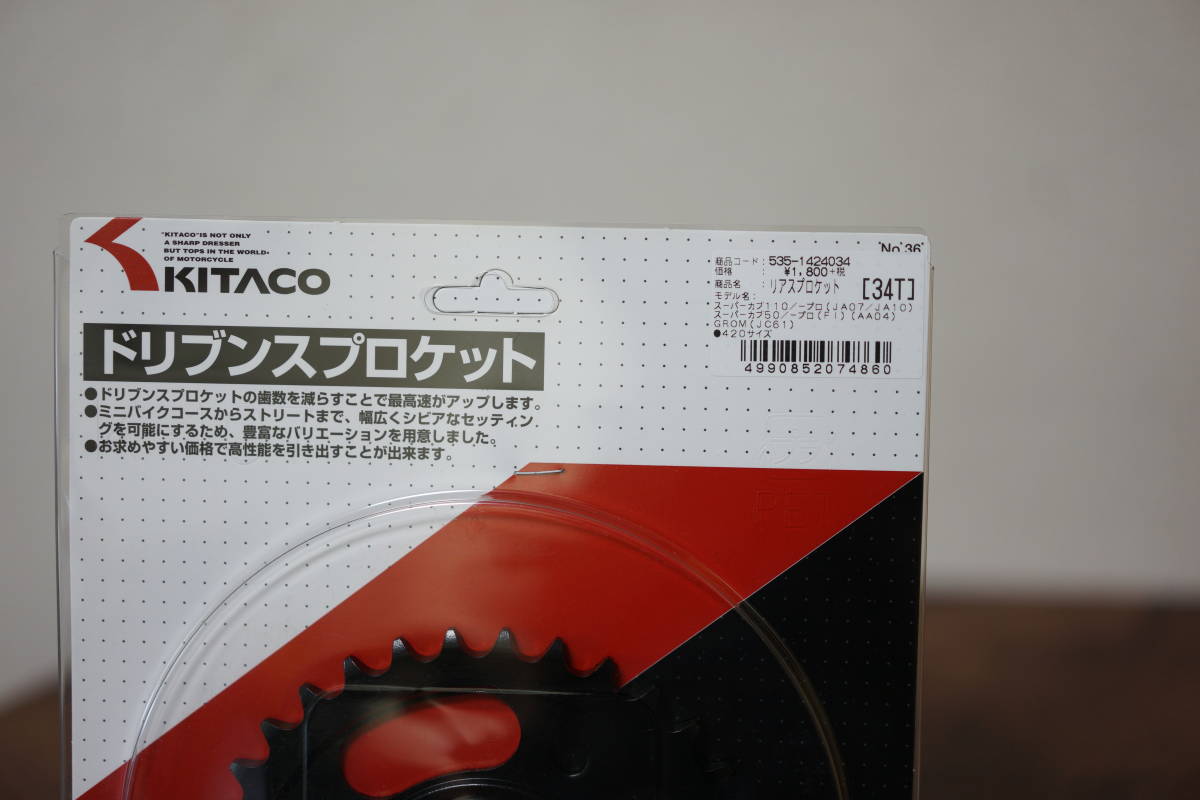 "KITACO"IS NOT ONLY
A SHARP DRESSER
BUT TOPS IN THE WORLD
OF MOTORCYCLE
KITACO
ドリブンスプロケット
●ドリブンスプロケットの歯数を減らすことで最高速がアップします。
●ミニバイクコースからストリートまで、幅広くシビアなセッティン
グを可能にするため、豊富なバリエーションを用意しました。
●お求めやすい価格で高性能を引き出すことが出来ます。
No.36
商品コード:535-1424034
価格 : ¥1,800+税
商品名 : リアスプロケット [34T]
モデル名:
スーパーカブ110/-プロ(JA07/JA10)
スーパーカブ50/-プロ(FI)(AA04)
GROM(JC61)
●420サイズ
4990852074860
PET